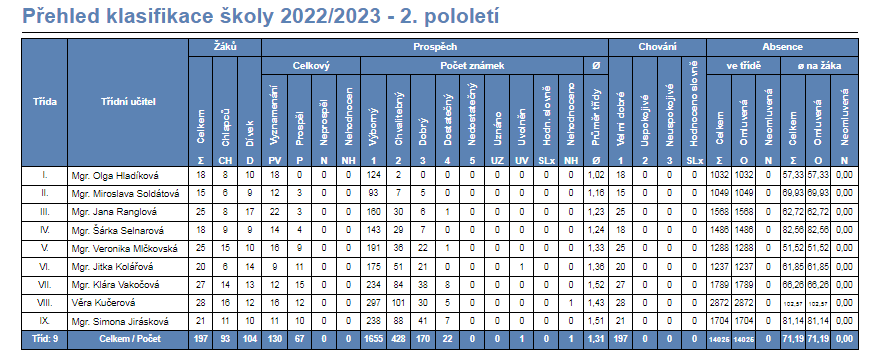 Přehled klasifikace školy 2022/2023 - 2. pololetí
Žáků Prospěch Chování Absence
Celkový Počet známek Ø ve třídě ø na žáka
Třída Třídní učitel Celkem Chlapců Dívek Vyznamenání Prospěl Neprospěl Nehodnocen Výborný Chvalitebný Dobrý Dostatečný Nedostatečný Uznáno Uvolněn Hodn. slovně Nehodnoceno Průměr třídy Velmi dobré Uspokojivé Neuspokojivé Hodnoceno slovně Celkem Omluvená Neomluvená Celkem Omluvená Neomluvená
Σ CH D PV P N NH 1 2 3 4 5 UZ UV SLx NH Ø 1 2 3 SLx Σ O N Σ O N
I. Mgr. Olga Hladíková 18 8 10 18 0 0 0 124 2 0 0 0 0 0 0 0 1,02 18 0 0 0 1032 1032 0 57,33 57,33 0,00
II. Mgr. Miroslava Soldátová 15 6 9 12 3 0 0 93 7 5 0 0 0 0 0 0 1,16 15 0 0 0 1049 1049 0 69,93 69,93 0,00
III. Mgr. Jana Ranglová 25 8 17 22 3 0 0 160 30 6 1 0 0 0 0 0 1,23 25 0 0 0 1568 1568 0 62,72 62,72 0,00
IV. Mgr. Šárka Selnarová 18 9 9 14 4 0 0 143 29 7 0 0 0 0 0 0 1,24 18 0 0 0 1486 1486 0 82,56 82,56 0,00
V. Mgr. Veronika Mlčkovská 25 15 10 16 9 0 0 191 36 22 1 0 0 0 0 0 1,33 25 0 0 0 1288 1288 0 51,52 51,52 0,00
VI. Mgr. Jitka Kolářová 20 6 14 9 11 0 0 175 51 21 0 0 0 1 0 0 1,36 20 0 0 0 1237 1237 0 61,85 61,85 0,00
VII. Mgr. Klára Vakočová 27 14 13 12 15 0 0 234 84 38 8 0 0 0 0 0 1,52 27 0 0 0 1789 1789 0 66,26 66,26 0,00
VIII. Věra Kučerová 28 16 12 16 12 0 0 297 101 30 5 0 0 0 0 1 1,43 28 0 0 0 2872 2872 0 102,57 102,57 0,00
IX. Mgr. Simona Jirásková 21 11 10 11 10 0 0 238 88 41 7 0 0 0 0 0 1,51 21 0 0 0 1704 1704 0 81,14 81,14 0,00
Tříd: 9 Celkem / Počet 197 93 104 130 67 0 0 1655 428 170 22 0 0 1 0 1 1,31 197 0 0 0 14025 14025 0 71,19 71,19 0,00